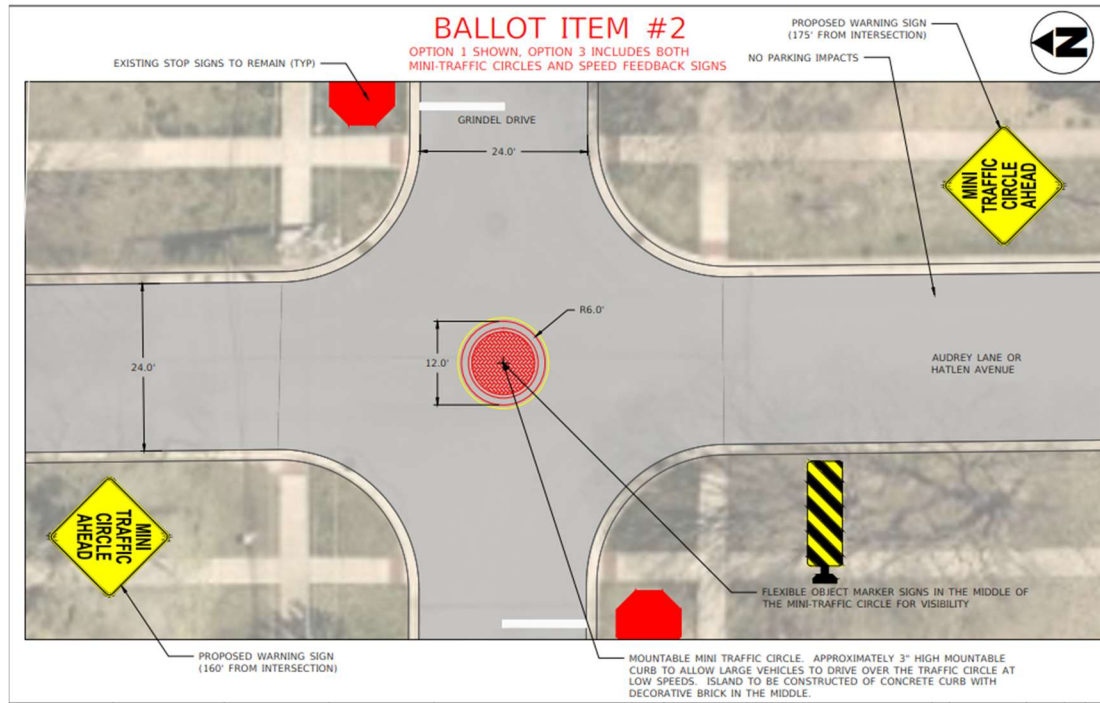 BALLOT ITEM #2
OPTION 1 SHOWN, OPTION 3 INCLUDES BOTH
MINI-TRAFFIC CIRCLES AND SPEED FEEDBACK SIGNS
PROPOSED WARNING SIGN
(175' FROM INTERSECTION)
N
EXISTING STOP SIGNS TO REMAIN (TYP)
NO PARKING IMPACTS
GRINDEL DRIVE
24.0'
MINI
TRAFFIC
CIRCLE
AHEAD
R6.0'
12.0'
24.0'
AUDREY LANE OR
HATLEN AVENUE
MINI
TRAFFIC
CIRCLE
AHEAD
FLEXIBLE OBJECT MARKER SIGNS IN THE MIDDLE OF
THE MINI-TRAFFIC CIRCLE FOR VISIBILITY
PROPOSED WARNING SIGN
(160' FROM INTERSECTION)
MOUNTABLE MINI TRAFFIC CIRCLE. APPROXIMATELY 3" HIGH MOUNTABLE
CURB TO ALLOW LARGE VEHICLES TO DRIVE OVER THE TRAFFIC CIRCLE AT
LOW SPEEDS. ISLAND TO BE CONSTRUCTED OF CONCRETE CURB WITH
DECORATIVE BRICK IN THE MIDDLE.